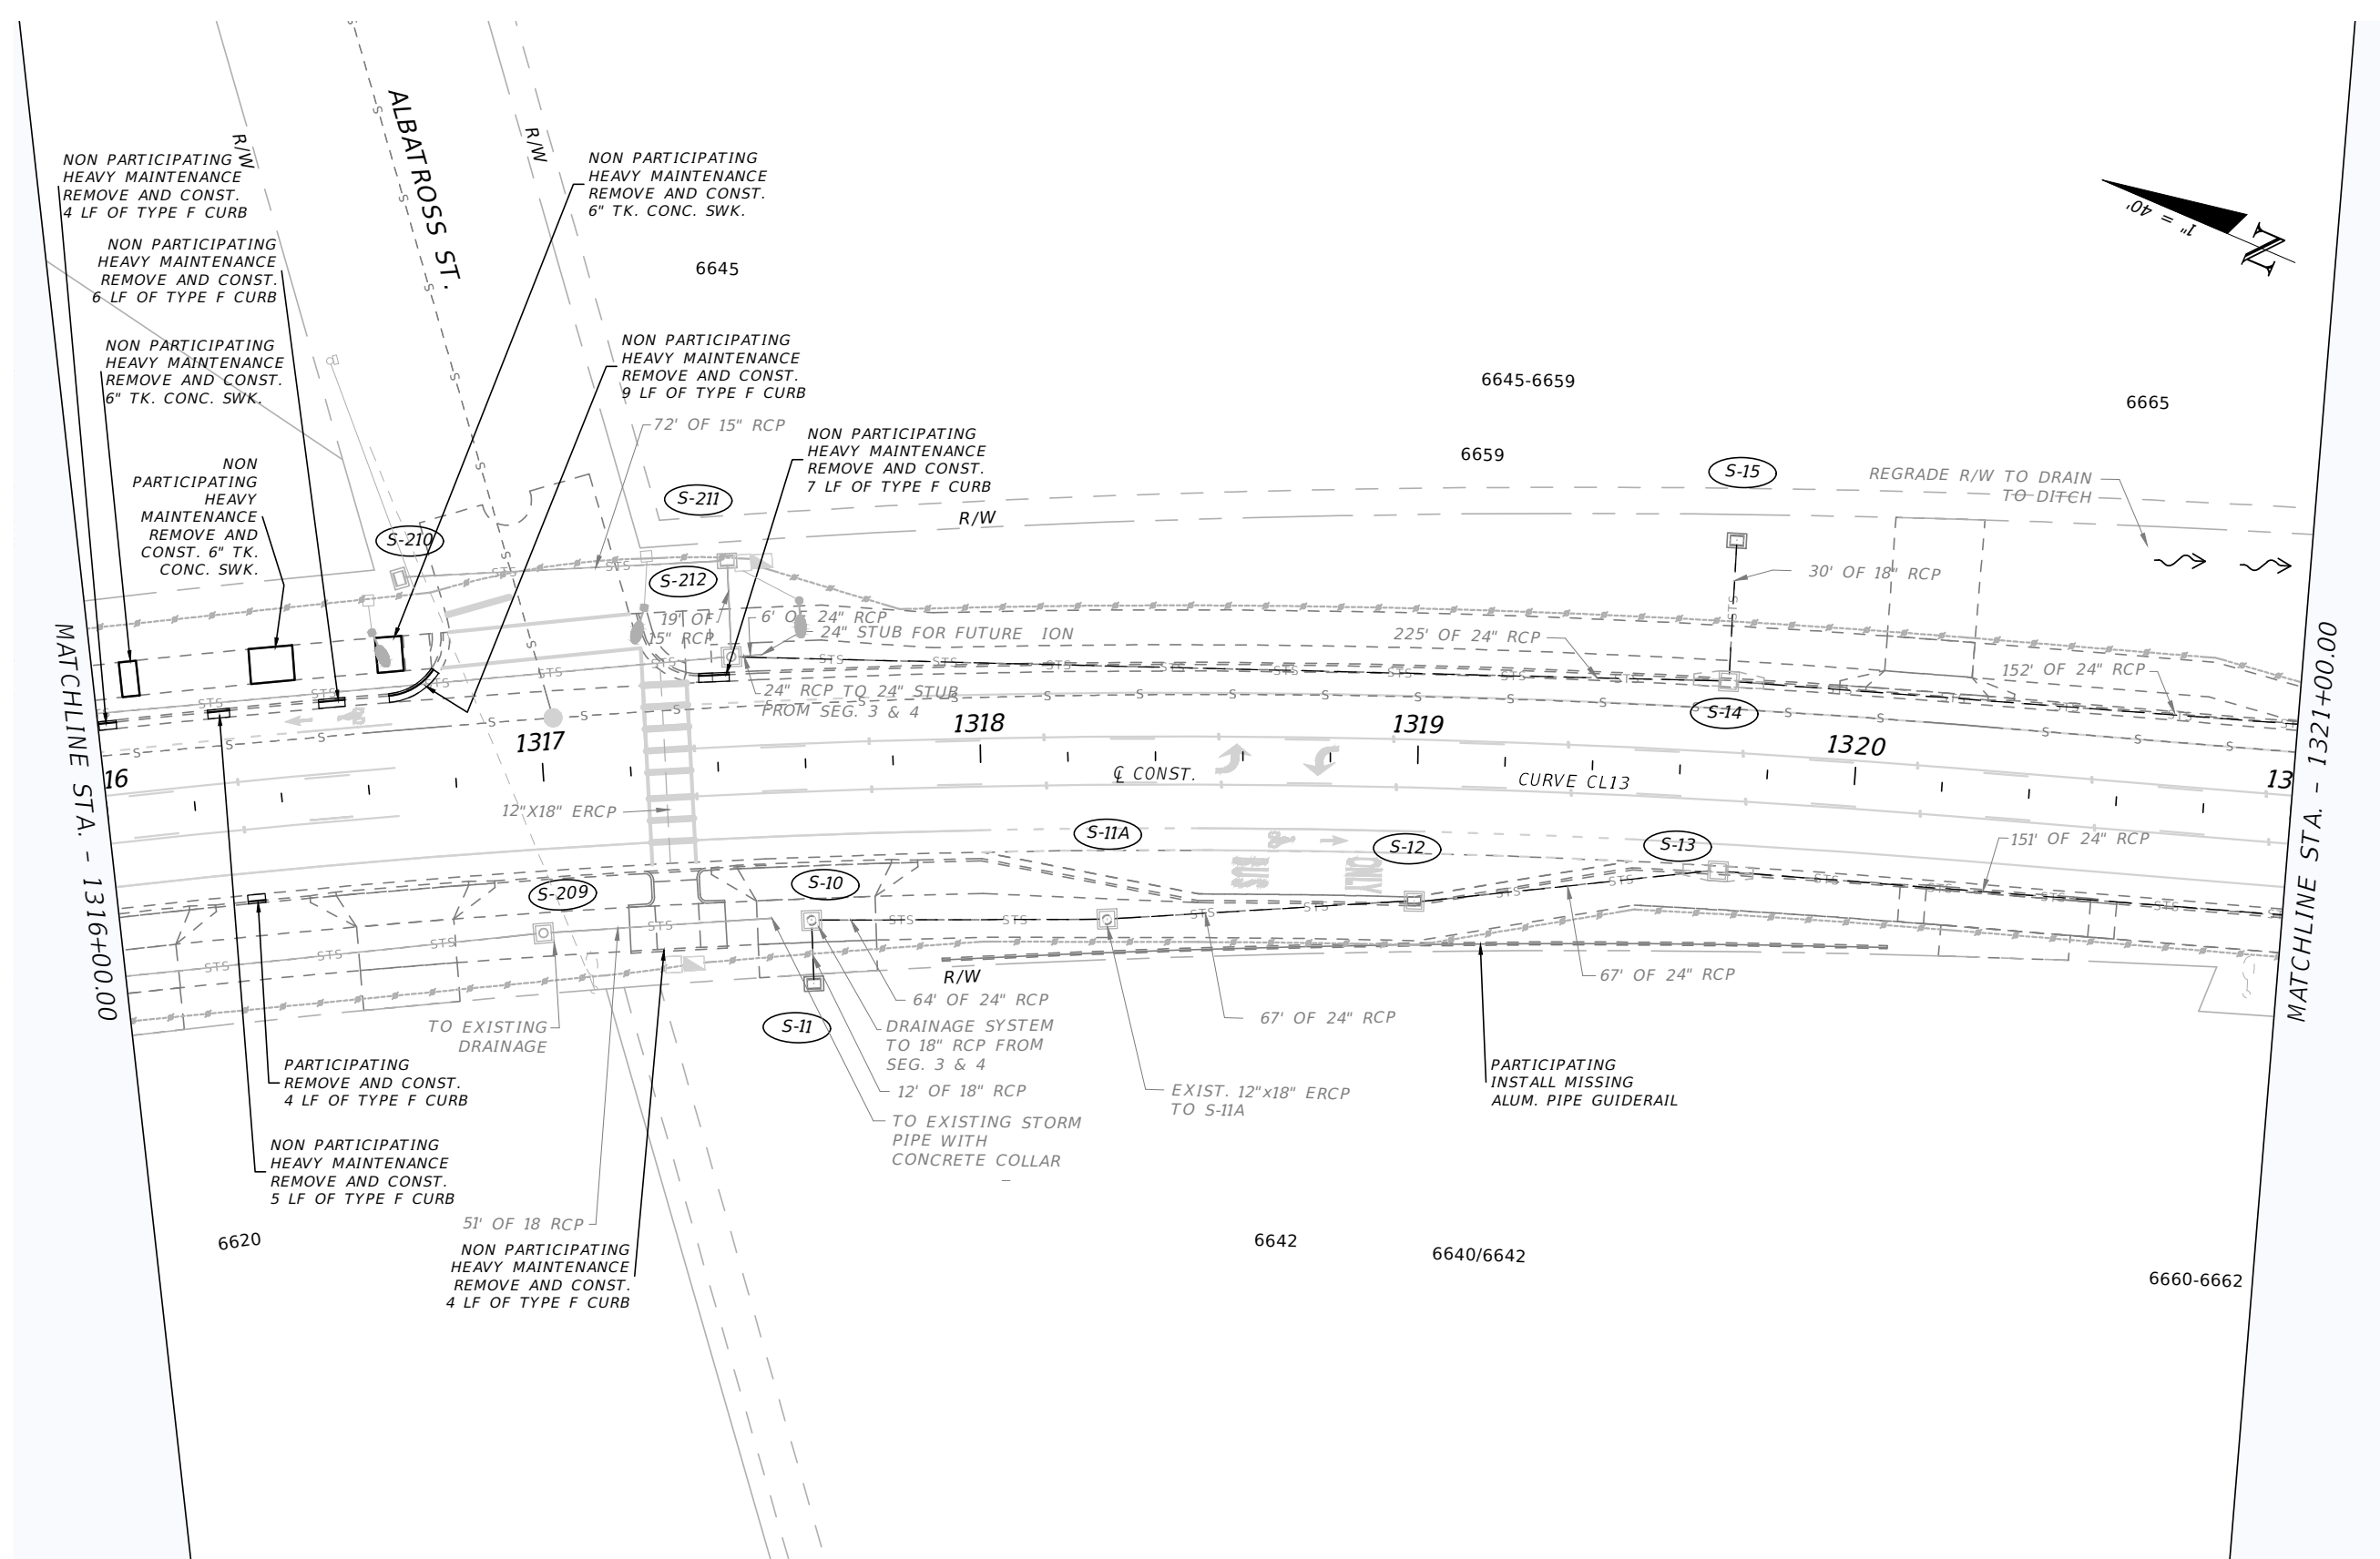 ALBATROSS ST.
R/W
R/W
NON PARTICIPATING
HEAVY MAINTENANCE
REMOVE AND CONST.
4 LF OF TYPE F CURB
NON PARTICIPATING
HEAVY MAINTENANCE
REMOVE AND CONST.
6" TK. CONC. SWK.
1" = 40'
N
NON PARTICIPATING
HEAVY MAINTENANCE
REMOVE AND CONST.
6 LF OF TYPE F CURB
6645
NON PARTICIPATING
HEAVY MAINTENANCE
REMOVE AND CONST.
6" TK. CONC. SWK.
NON PARTICIPATING
HEAVY MAINTENANCE
REMOVE AND CONST.
9 LF OF TYPE F CURB
72' OF 15" RCP
6645-6659
6665
6659
NON PARTICIPATING
HEAVY MAINTENANCE
REMOVE AND CONST.
7 LF OF TYPE F CURB
NON
PARTICIPATING
HEAVY
MAINTENANCE
REMOVE AND
CONST. 6" TK.
CONC. SWK.
S-211
S-15
REGRADE R/W TO DRAIN
TO DITCH
R/W
S-210
S-212
30' OF 18" RCP
19' OF
15" RCP
6' OF 24" RCP
24" STUB FOR FUTURE ION
225' OF 24" RCP
152' OF 24" RCP
24" RCP TO 24" STUB
FROM SEG. 3 & 4
S-14
MATCHLINE STA. - 1316+00.00
16
1317
1318
1319
1320
13
MATCHLINE STA. - 1321+00.00
℄ CONST.
CURVE CL13
12"X18" ERCP
S-11A
S-12
S-13
151' OF 24" RCP
BUS
ONLY
S-209
S-10
R/W
67' OF 24" RCP
64' OF 24" RCP
67' OF 24" RCP
S-11
DRAINAGE SYSTEM
TO 18" RCP FROM
SEG. 3 & 4
TO EXISTING
DRAINAGE
PARTICIPATING
REMOVE AND CONST.
4 LF OF TYPE F CURB
12' OF 18" RCP
EXIST. 12"x18" ERCP
TO S-11A
PARTICIPATING
INSTALL MISSING
ALUM. PIPE GUIDERAIL
TO EXISTING STORM
PIPE WITH
CONCRETE COLLAR
NON PARTICIPATING
HEAVY MAINTENANCE
REMOVE AND CONST.
5 LF OF TYPE F CURB
51' OF 18 RCP
6620
NON PARTICIPATING
HEAVY MAINTENANCE
REMOVE AND CONST.
4 LF OF TYPE F CURB
6642
6640/6642
6660-6662